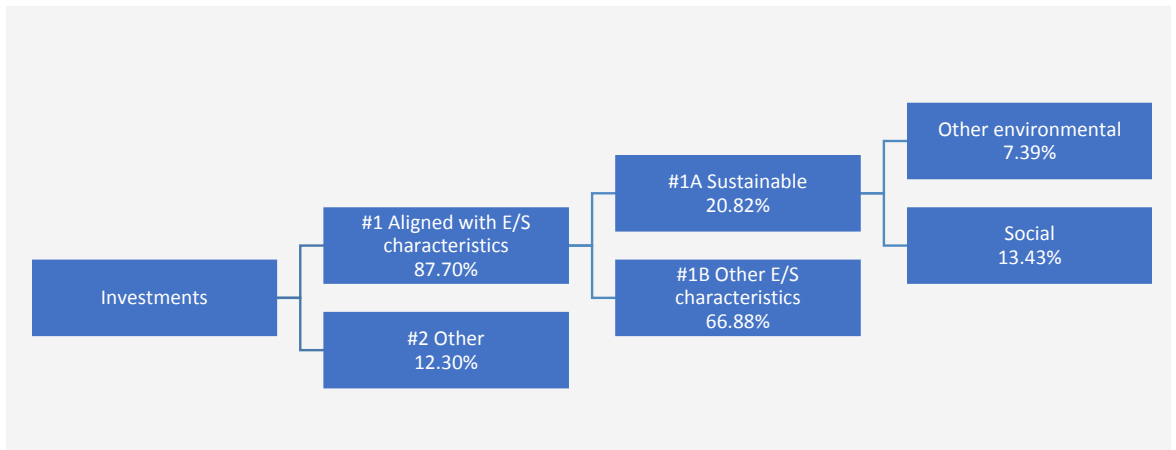 Investments
#1 Aligned with E/S
characteristics
87.70%
#2 Other
12.30%
#1A Sustainable
20.82%
#1B Other E/S
characteristics
66.88%
Other environmental
7.39%
Social
13.43%